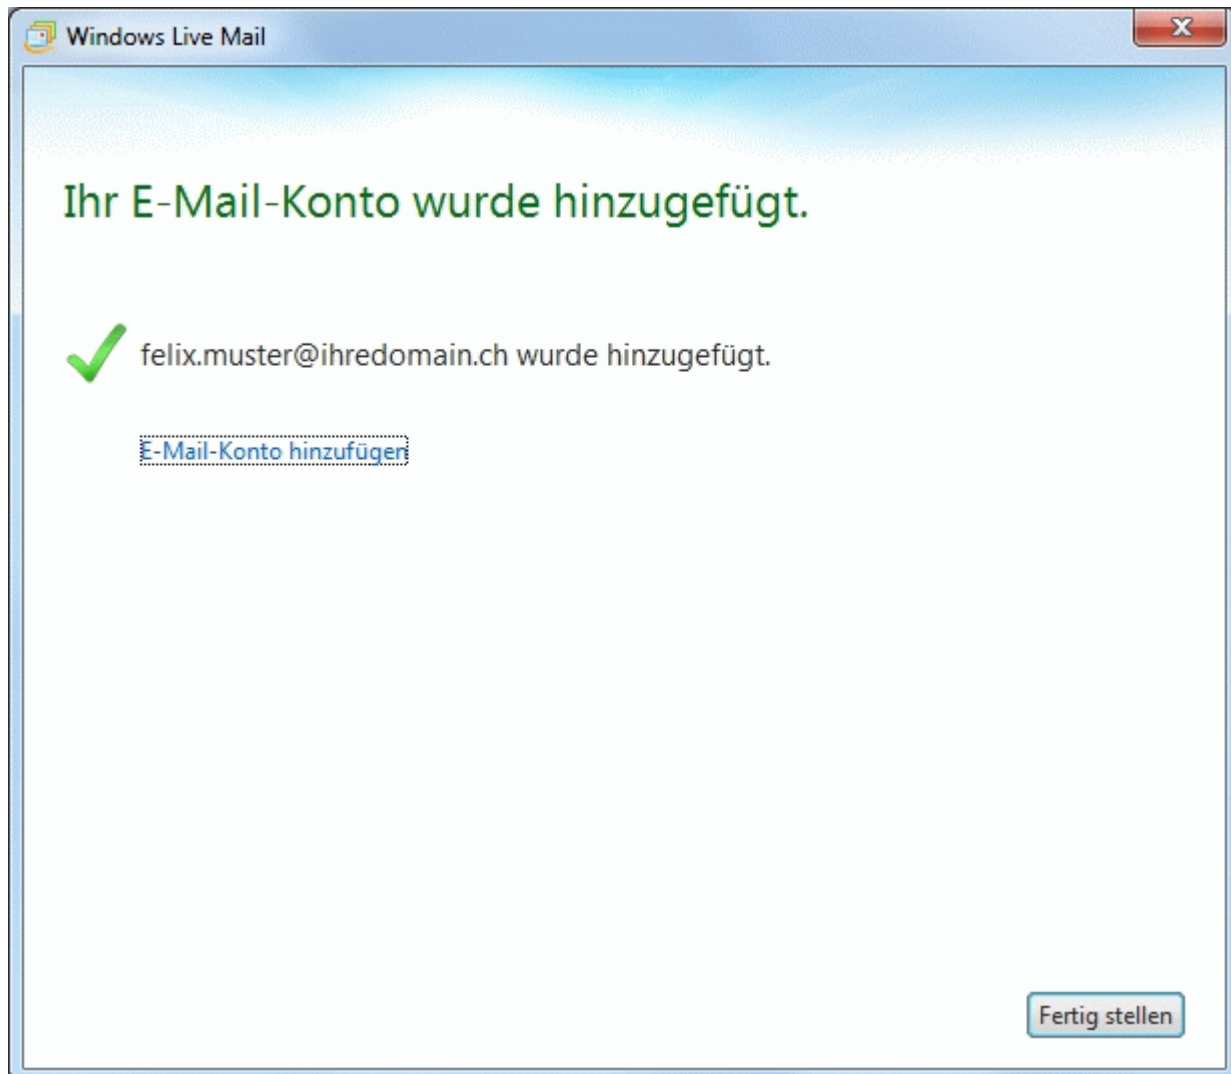 Windows Live Mail
Ihr E-Mail-Konto wurde hinzugefügt.
felix.muster@ihredomain.ch wurde hinzugefügt.
E-Mail-Konto hinzufügen
Fertig stellen